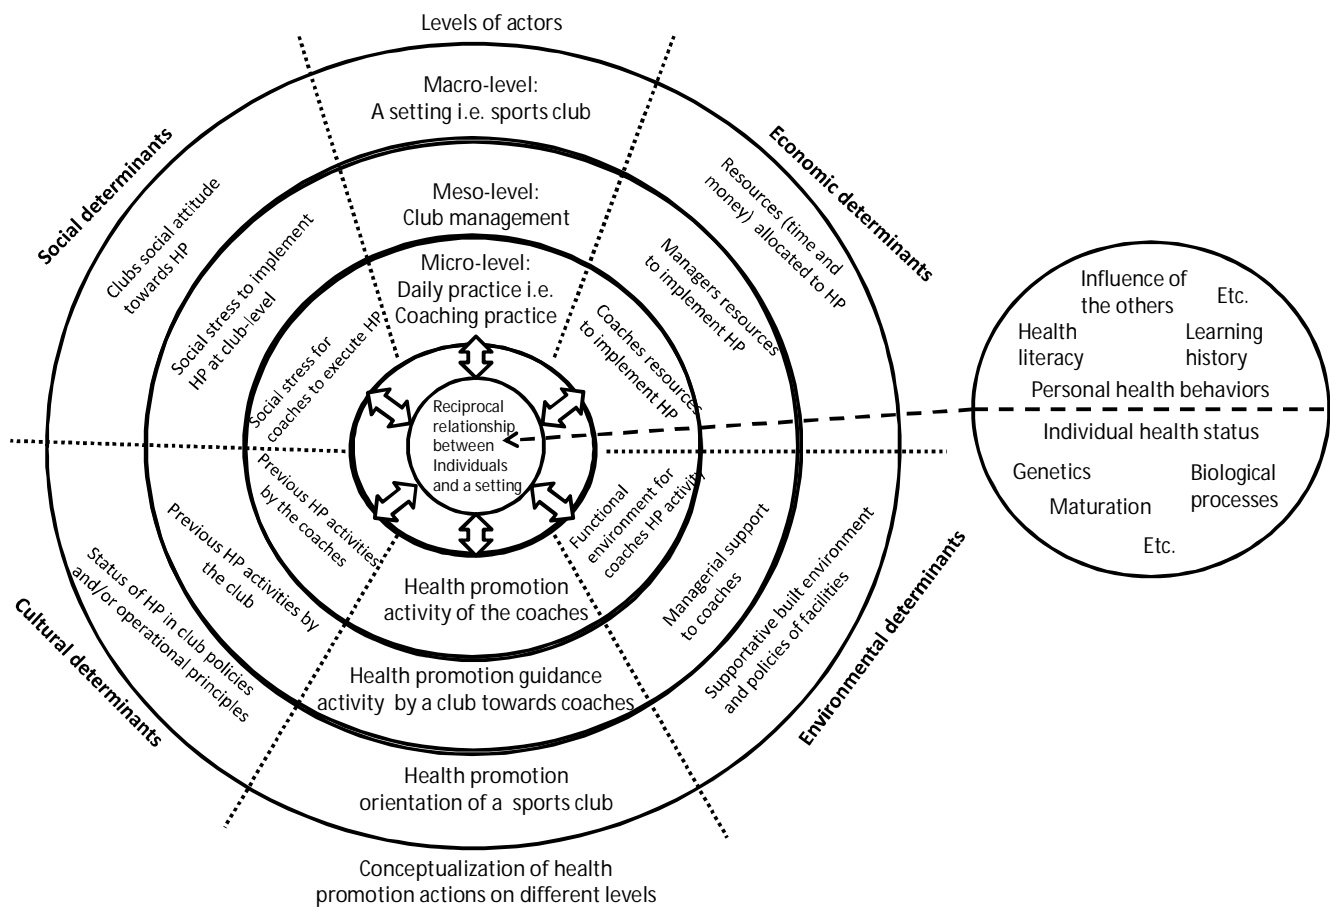 Levels of actors
Macro-level:
A setting i.e. sports club
Meso-level:
Club management
Micro-level:
Daily practice i.e.
Coaching practice
Social determinants
Clubs social attitude
towards HP
Social stress to implement
HP at club-level
Social stress for
coaches to execute HP
Economic determinants
Resources (time and
money) allocated to HP
Managers resources
to implement HP
Coaches resources
to implement HP
Reciprocal
relationship
between
Individuals
and a setting
Influence of
the others
Etc.
Health
literacy
Learning
history
Personal health behaviors
Individual health status
Genetics
Biological
processes
Maturation
Etc.
Previous HP activities
by the coaches
Previous HP activities by
the club
Status of HP in club policies
and/or operational principles
Cultural determinants
Functional
environment for
coaches HP activity
Managerial support
to coaches
Supportative built environment
and policies of facilities
Environmental determinants
Health promotion
activity of the coaches
Health promotion guidance
activity by a club towards coaches
Health promotion
orientation of a sports club
Conceptualization of health
promotion actions on different levels